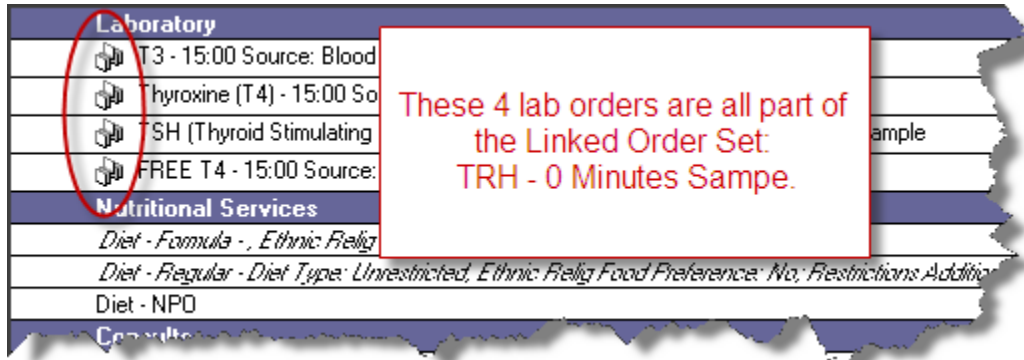 Laboratory
T3 - 15:00 Source: Blood
Thyroxine (T4) - 15:00 So
TSH (Thyroid Stimulating ample
FREE T4 - 15:00 Source:
These 4 lab orders are all part of
the Linked Order Set:
TRH - 0 Minutes Sampe.
Nutritional Services
Diet - Formula - , Ethnic Relig
Diet - Regular - Diet Type: Unrestricted, Ethnic Relig Food Preference: No; Restrictions Additio
Diet - NPO